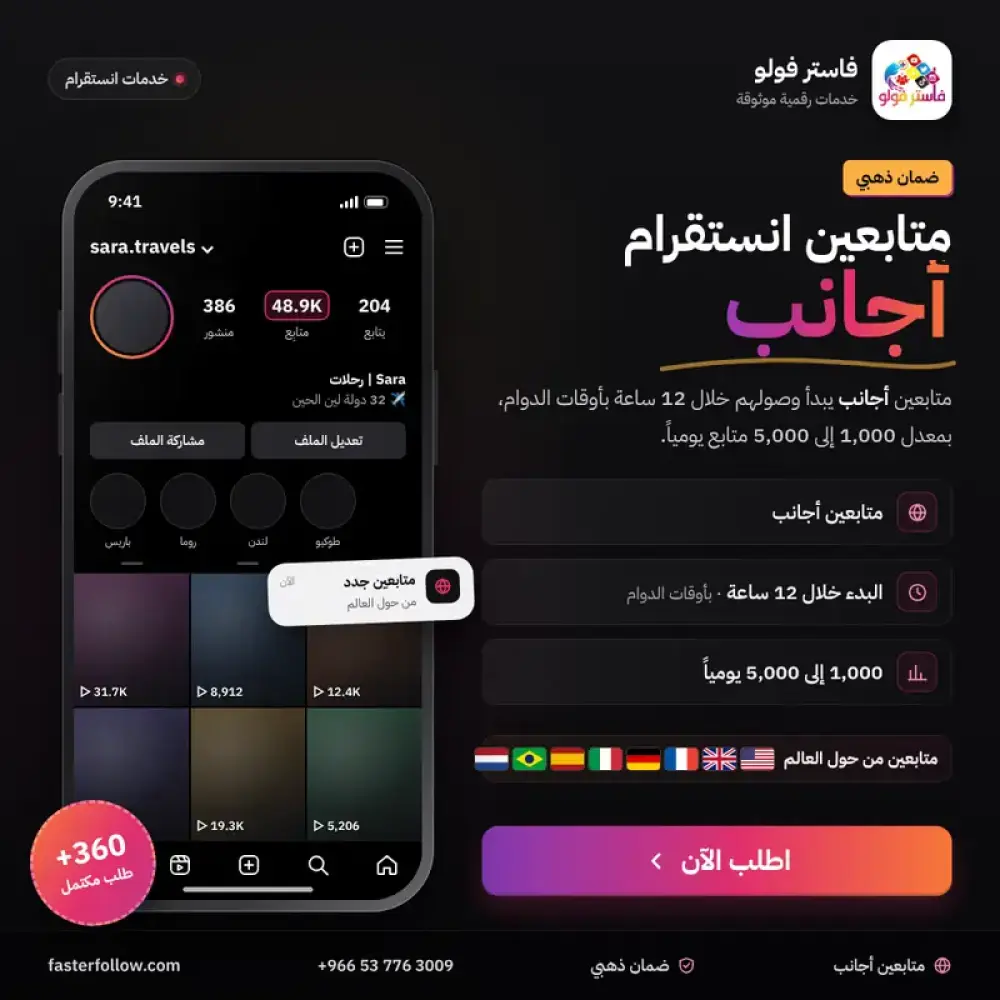 فاستر فولو
فاستر فولو
خدمات رقمية موثوقة
خدمات انستقرام
ضمان ذهبي
متابعين انستقرام
أجانب
متابعين أجانب يبدأ وصولهم خلال 12 ساعة بأوقات الدوام،
بمعدل 1,000 إلى 5,000 متابع يومياً.
متابعين أجانب
البدء خلال 12 ساعة · بأوقات الدوام
1,000 إلى 5,000 يومياً
متابعين من حول العالم
اطلب الآن
9:41
sara.travels
204
48.9K
386
يتابع
متابع
منشور
Sara | رحلات
32 دولة لين الحين
تعديل الملف
مشاركة الملف
طوكيو
لندن
روما
باريس
متابعين جدد
الآن
من حول العالم
31.7K
8,912
12.4K
19.3K
5,206
+360
طلب مكتمل
متابعين أجانب
ضمان ذهبي
+966 53 776 3009
fasterfollow.com